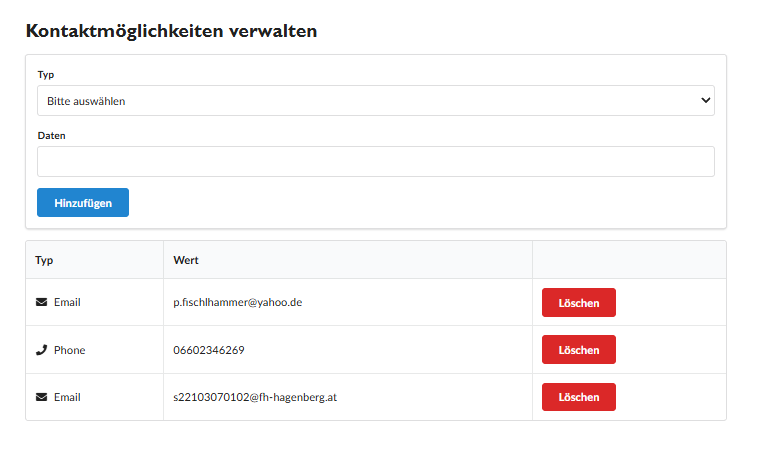 Kontaktmöglichkeiten verwalten
Typ
Bitte auswählen
Daten
Hinzufügen
Typ Wert
Email p.fischlhammer@yahoo.de Löschen
Phone 06602346269 Löschen
Email s22103070102@fh-hagenberg.at Löschen